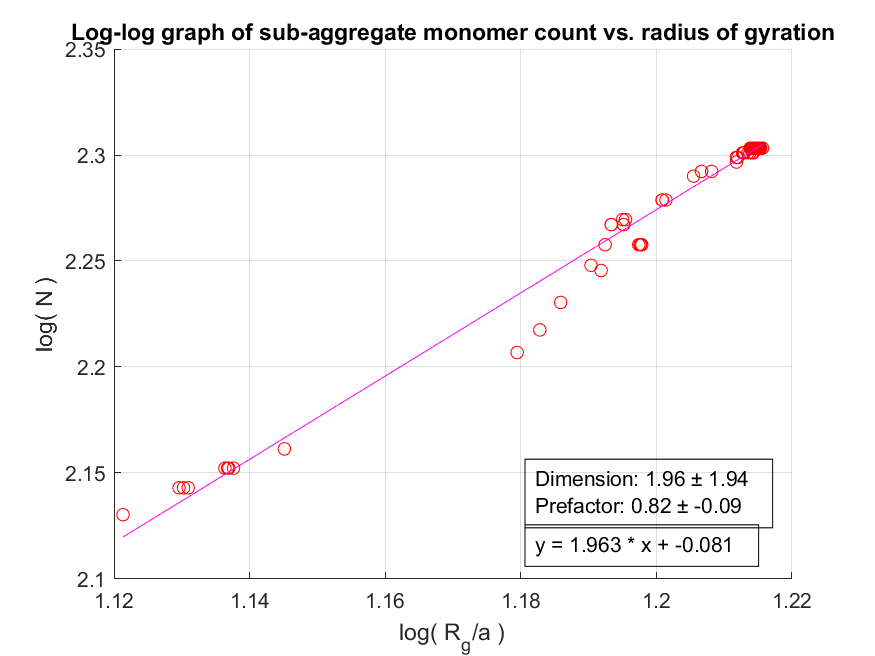 Log-log graph of sub-aggregate monomer count vs. radius of gyration
2.35
2.3
2.25
2.2
2.15
2.1
log( N )
Dimension: 1.96 ± 1.94
Prefactor: 0.82 ± -0.09
y = 1.963 * x + -0.081
1.12 1.14 1.16 1.18 1.2 1.22
log( R_g/a )